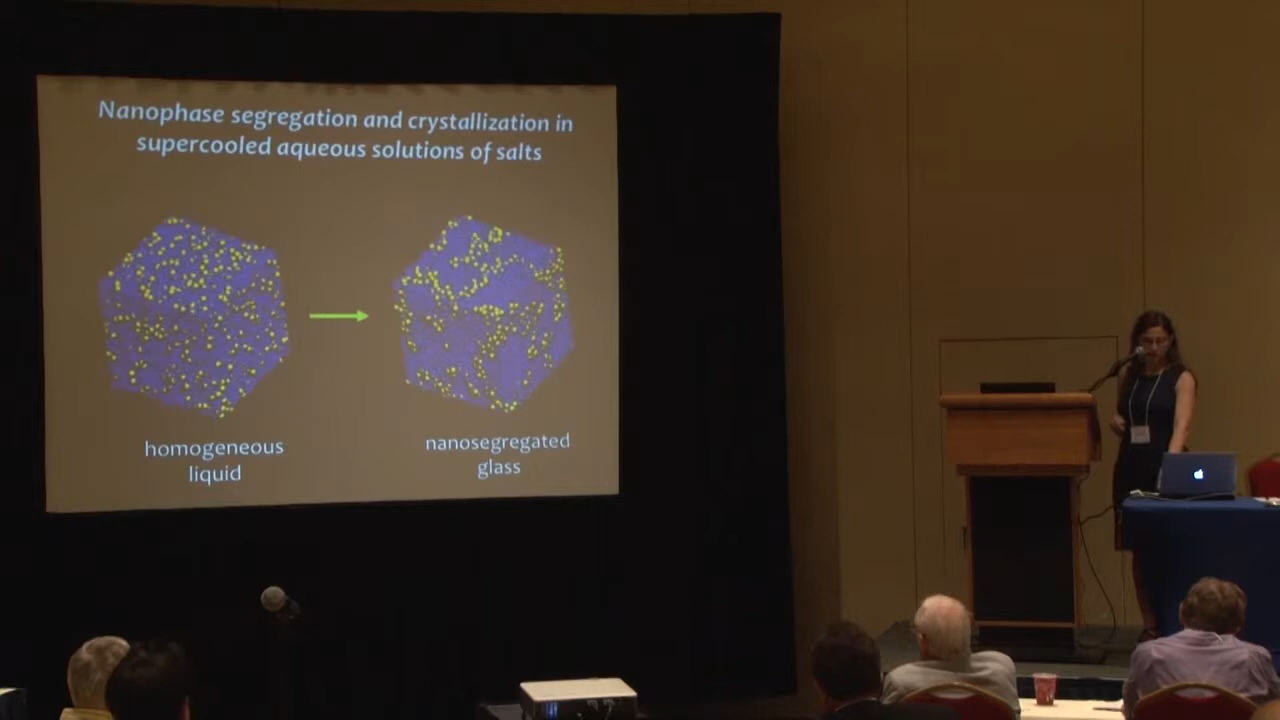 Nanophase segregation and crystallization in
supercooled aqueous solutions of salts
homogeneous
liquid
nanosegregated
glass